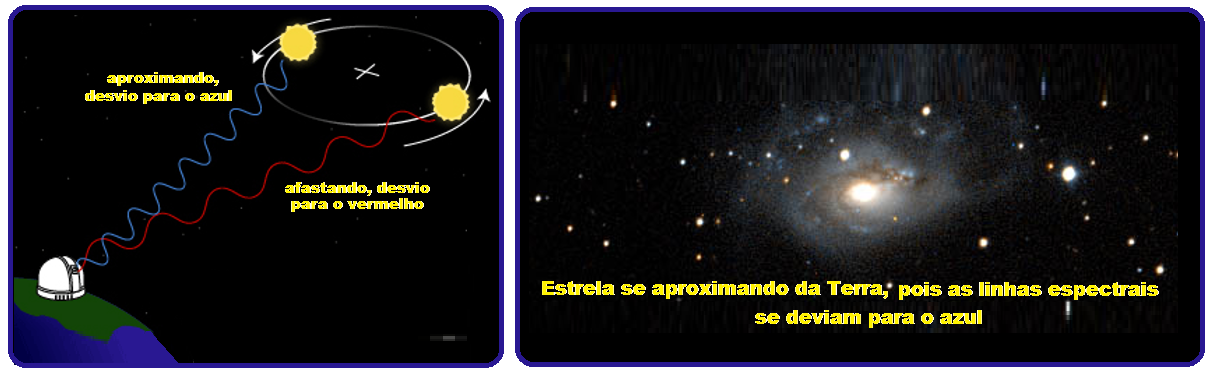 aproximando,
desvio para o azul
afastando, desvio
para o vermelho
Estrela se aproximando da Terra, pois as linhas espectrais
se deviam para o azul